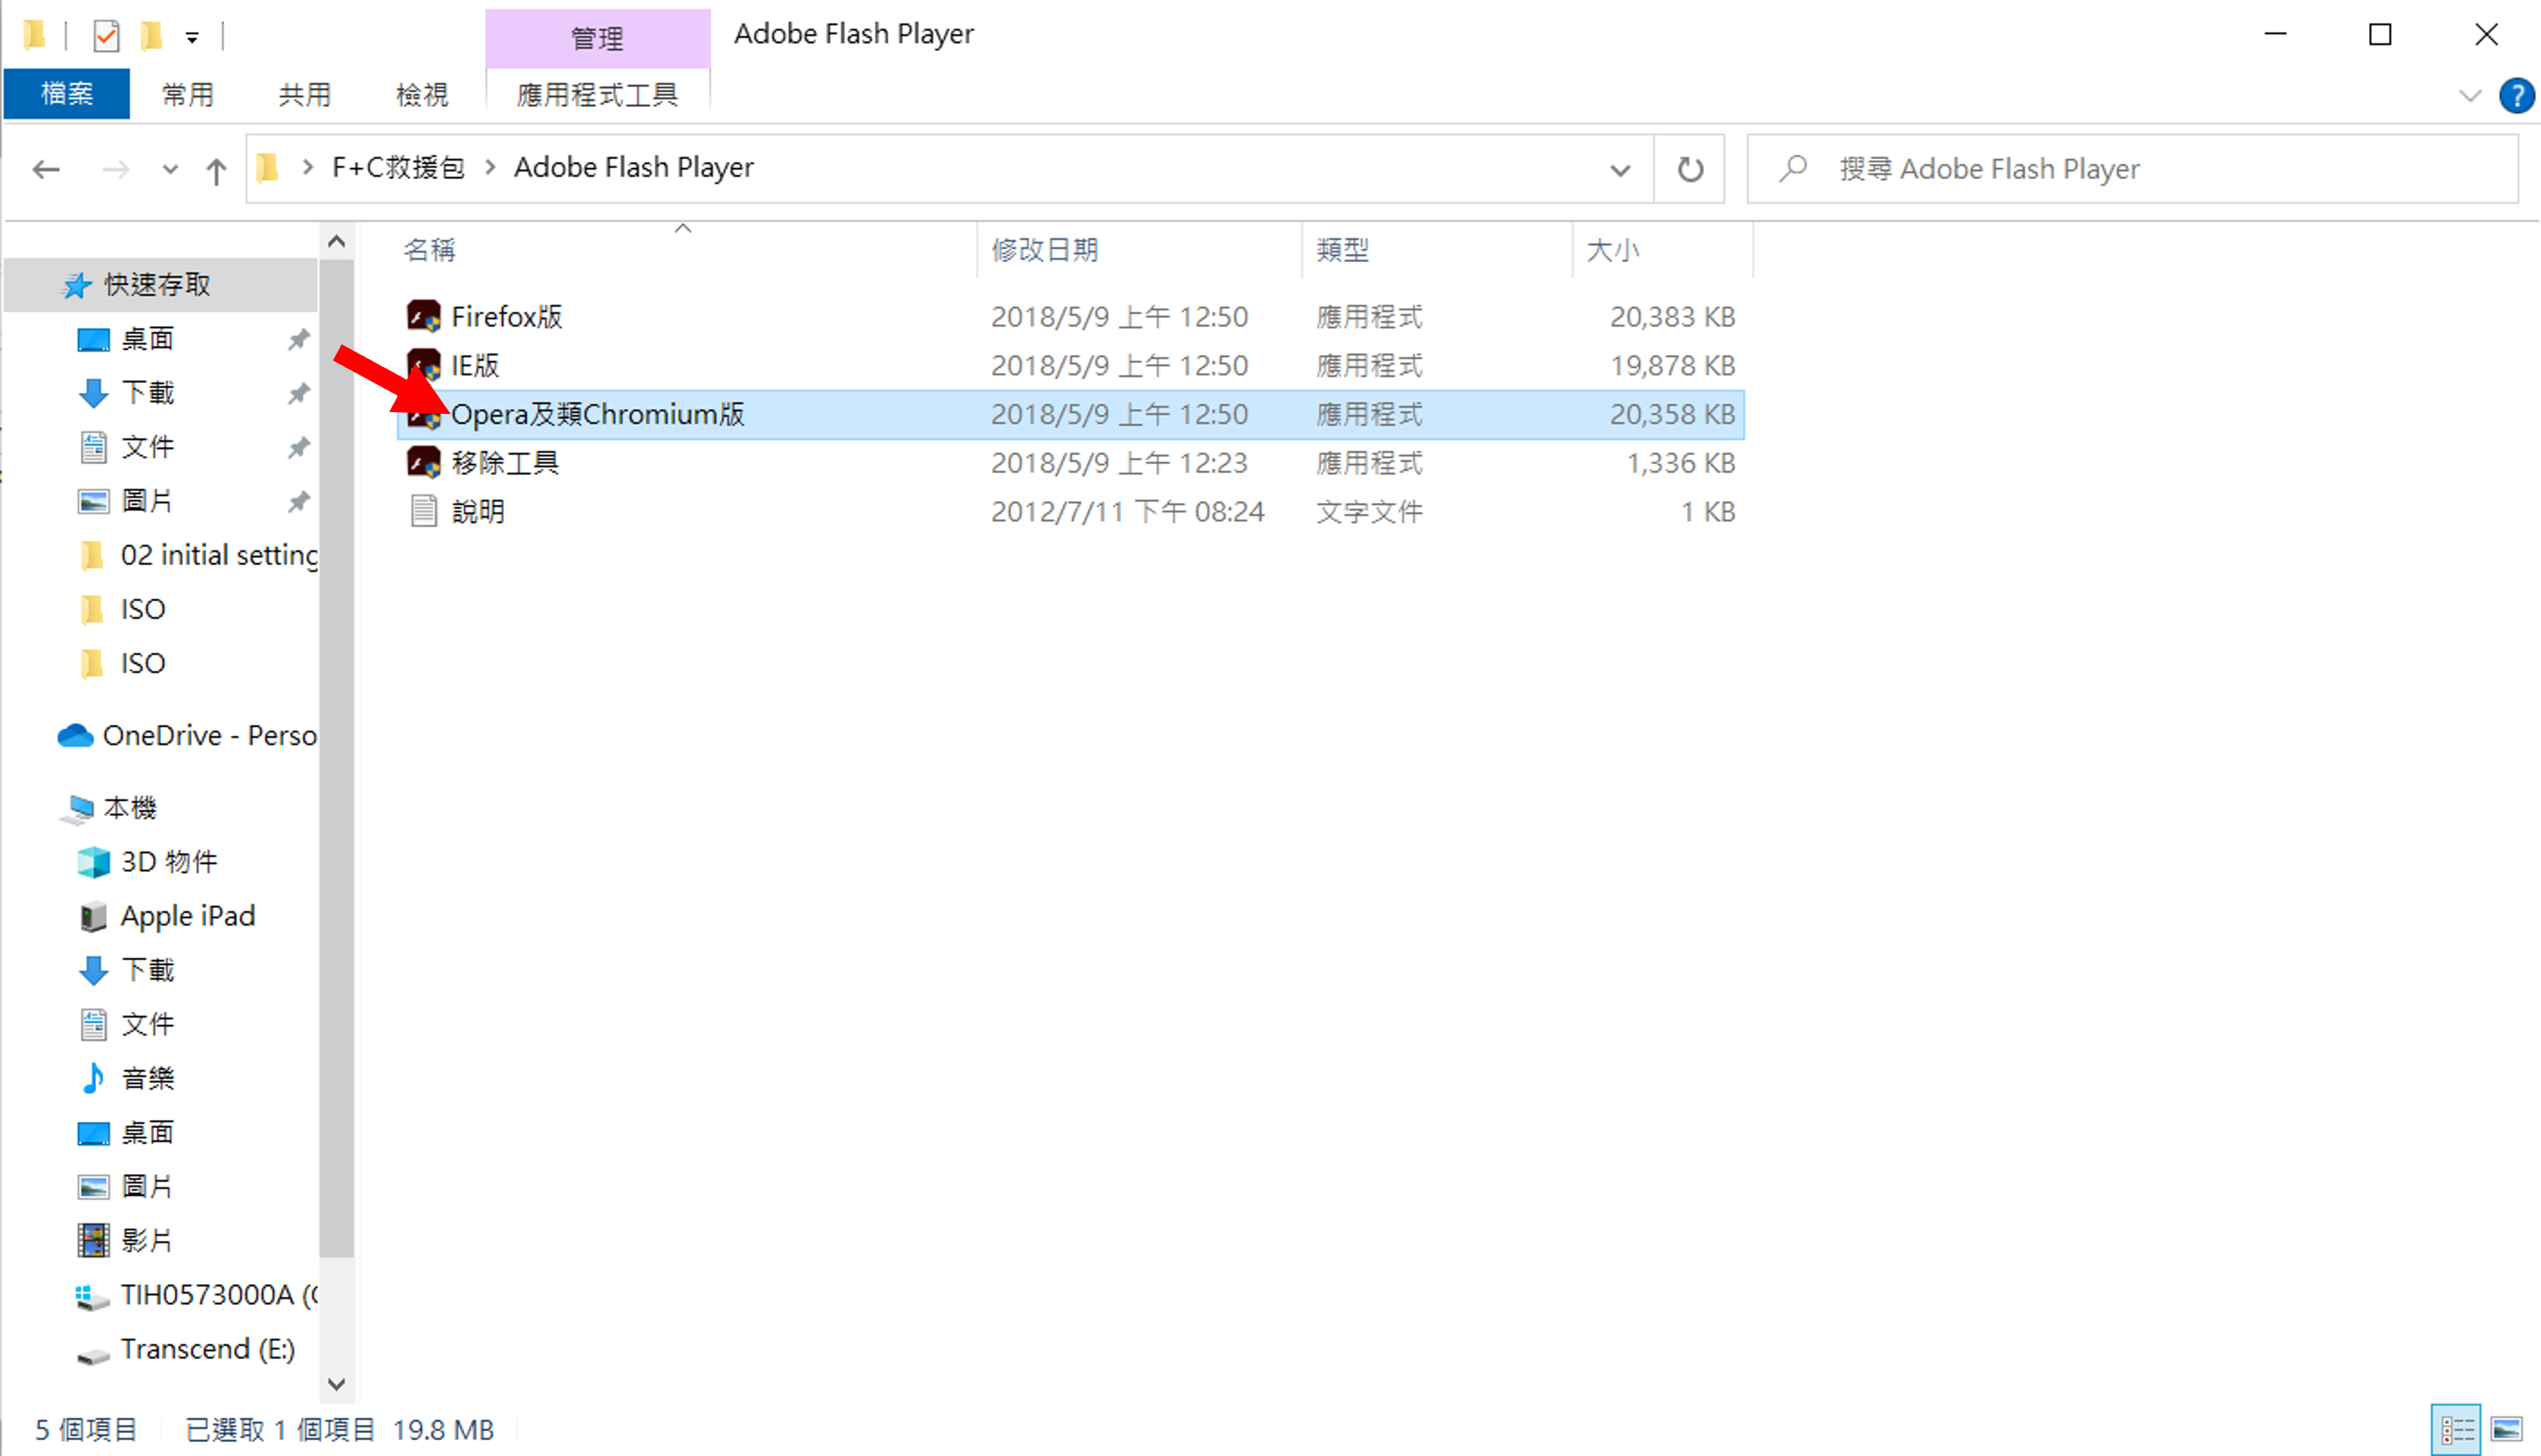 管理
Adobe Flash Player
檔案
常用
共用
檢視
應用程式工具
?
F+C救援包
Adobe Flash Player
搜尋 Adobe Flash Player
名稱
修改日期
類型
大小
Firefox版 2018/5/9 上午 12:50 應用程式 20,383 KB
IE版 2018/5/9 上午 12:50 應用程式 19,878 KB
Opera及類Chromium版 2018/5/9 上午 12:50 應用程式 20,358 KB
移除工具 2018/5/9 上午 12:23 應用程式 1,336 KB
說明 2012/7/11 下午 08:24 文字文件 1 KB
快速存取
桌面
下載
文件
圖片
02 initial setting
ISO
ISO
OneDrive - Perso
本機
3D 物件
Apple iPad
下載
文件
音樂
桌面
圖片
影片
TIH0573000A (
Transcend (E:)
5 個項目
已選取 1 個項目 19.8 MB